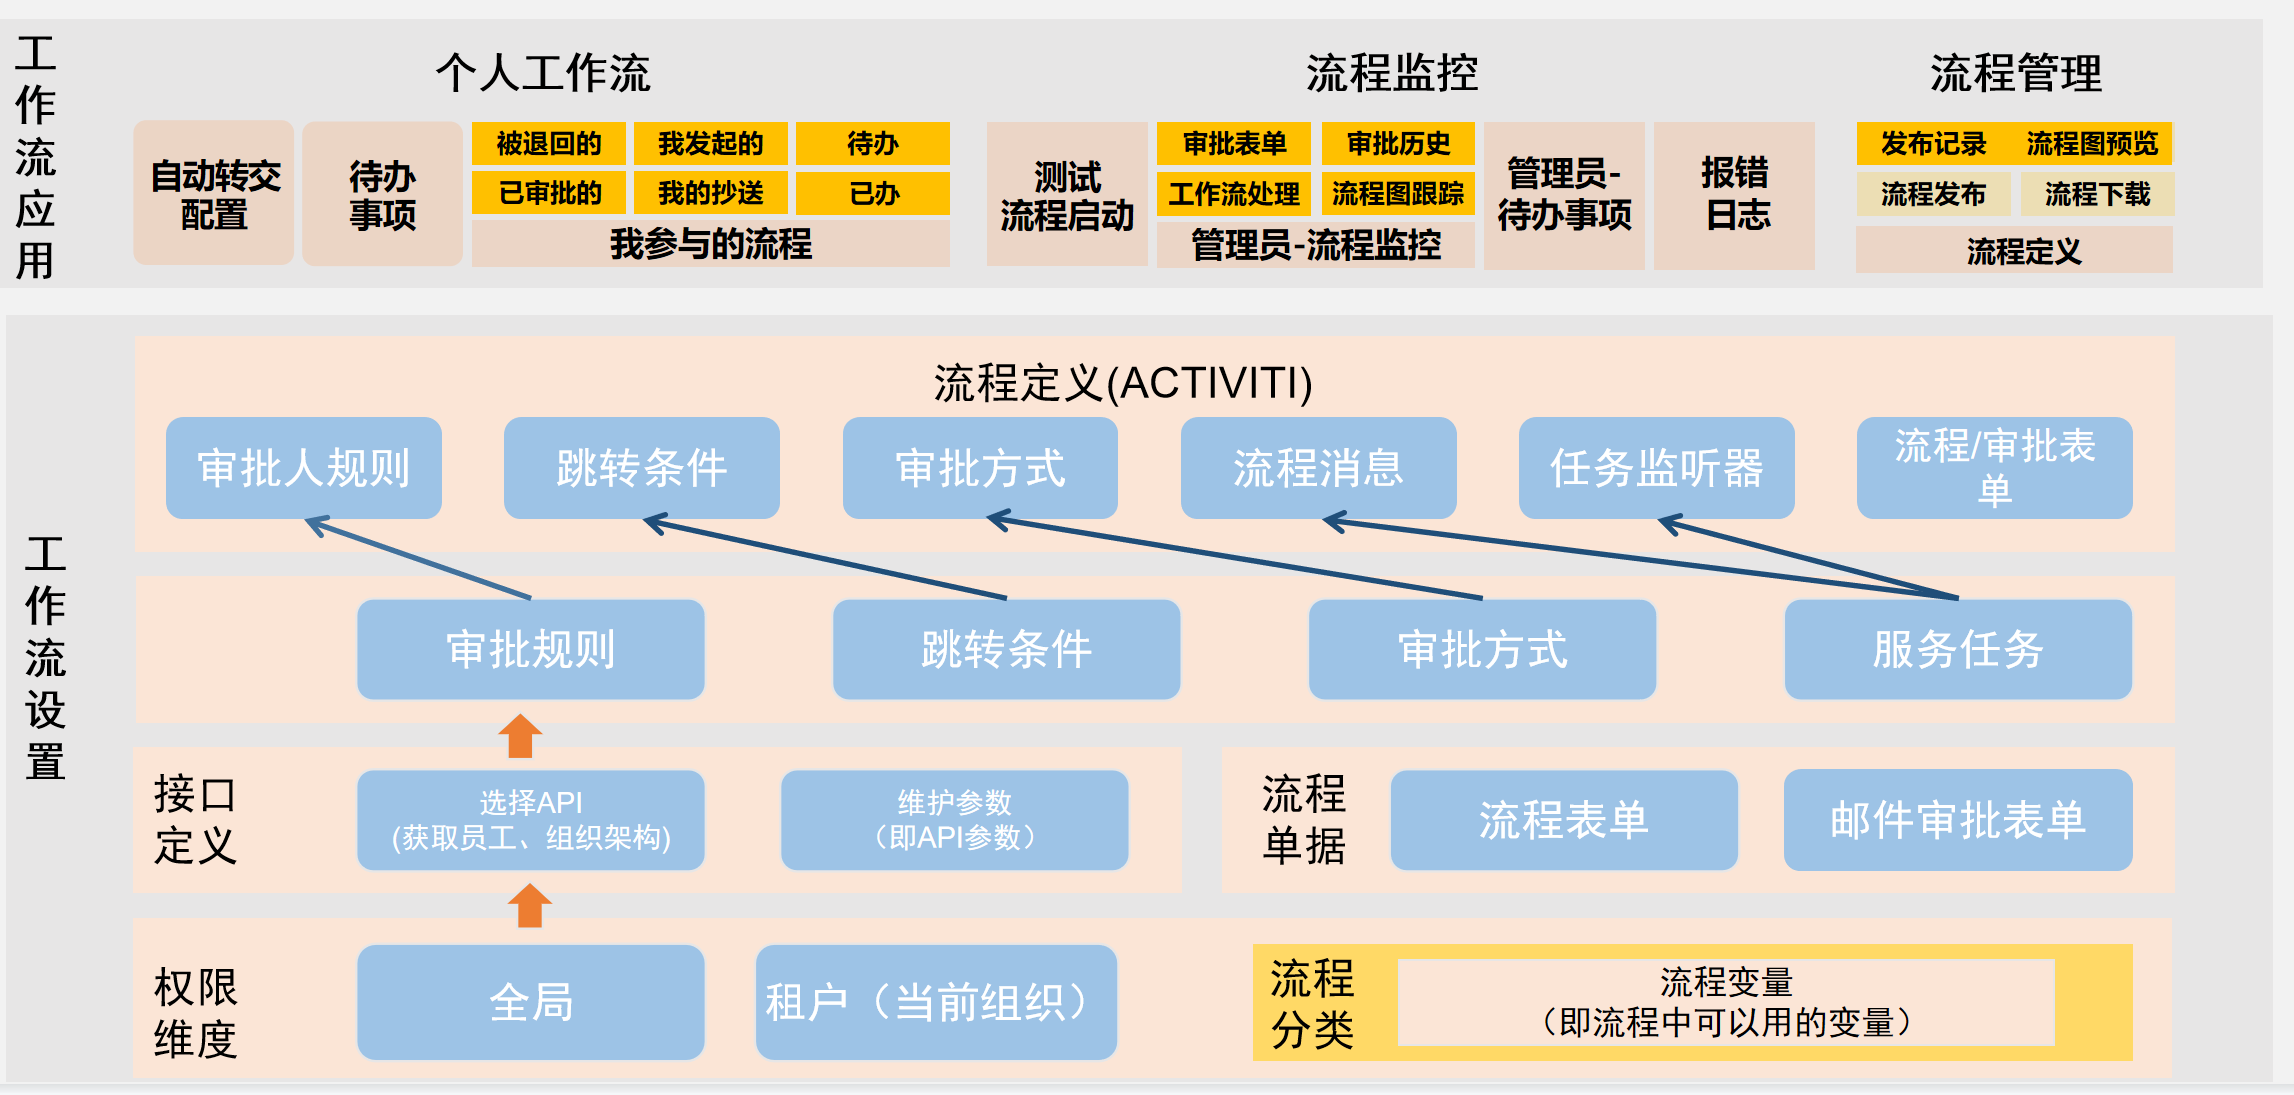 工作流应用
个人工作流
流程监控
流程管理
自动转交
配置
待办
事项
被退回的
我发起的
待办
已审批的
我的抄送
已办
我参与的流程
测试
流程启动
审批表单
审批历史
工作流处理
流程图跟踪
管理员-流程监控
管理员-
待办事项
报错
日志
发布记录
流程图预览
流程发布
流程下载
流程定义
工作流设置
流程定义(ACTIVITI)
审批人规则
跳转条件
审批方式
流程消息
任务监听器
流程/审批表
单
审批规则
跳转条件
审批方式
服务任务
接口
定义
选择API
(获取员工、组织架构)
维护参数
（即API参数）
流程
单据
流程表单
邮件审批表单
权限
维度
全局
租户（当前组织）
流程
分类
流程变量
（即流程中可以用的变量）